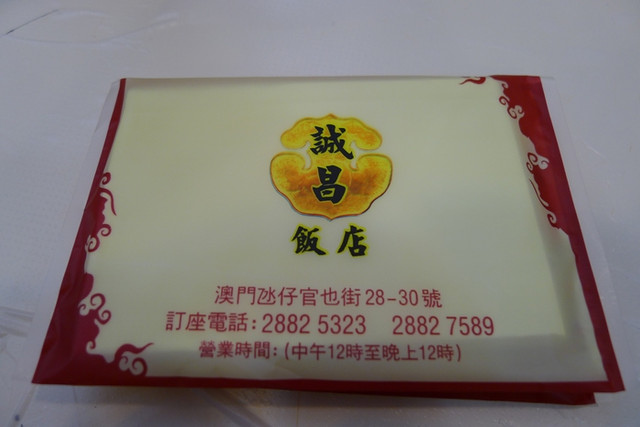 誠
昌
飯店
澳門氹仔官也街28-30號
訂座電話:2882 5323 2882 7589
營業時間:(中午12時至晚上12時)